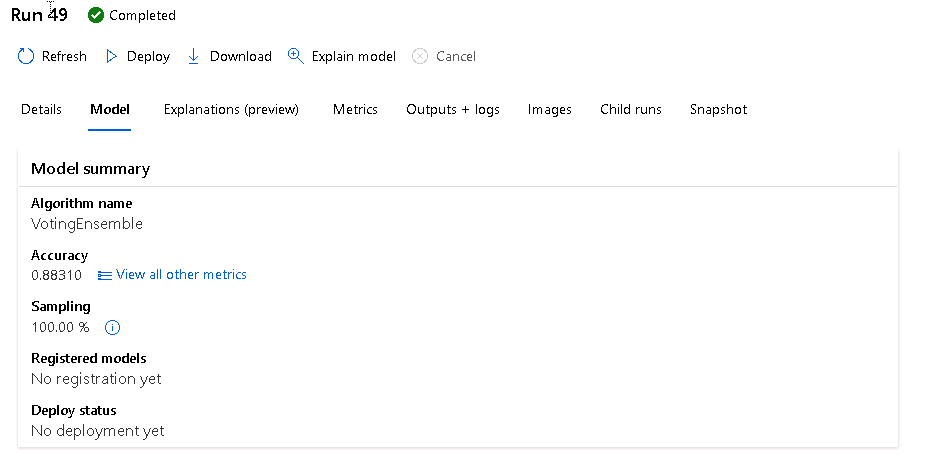 Run 49 Completed
Refresh Deploy Download Explain model Cancel
Details Model Explanations (preview) Metrics Outputs + logs Images Child runs Snapshot
Model summary
Algorithm name
VotingEnsemble
Accuracy
0.88310 View all other metrics
Sampling
100.00 %
Registered models
No registration yet
Deploy status
No deployment yet